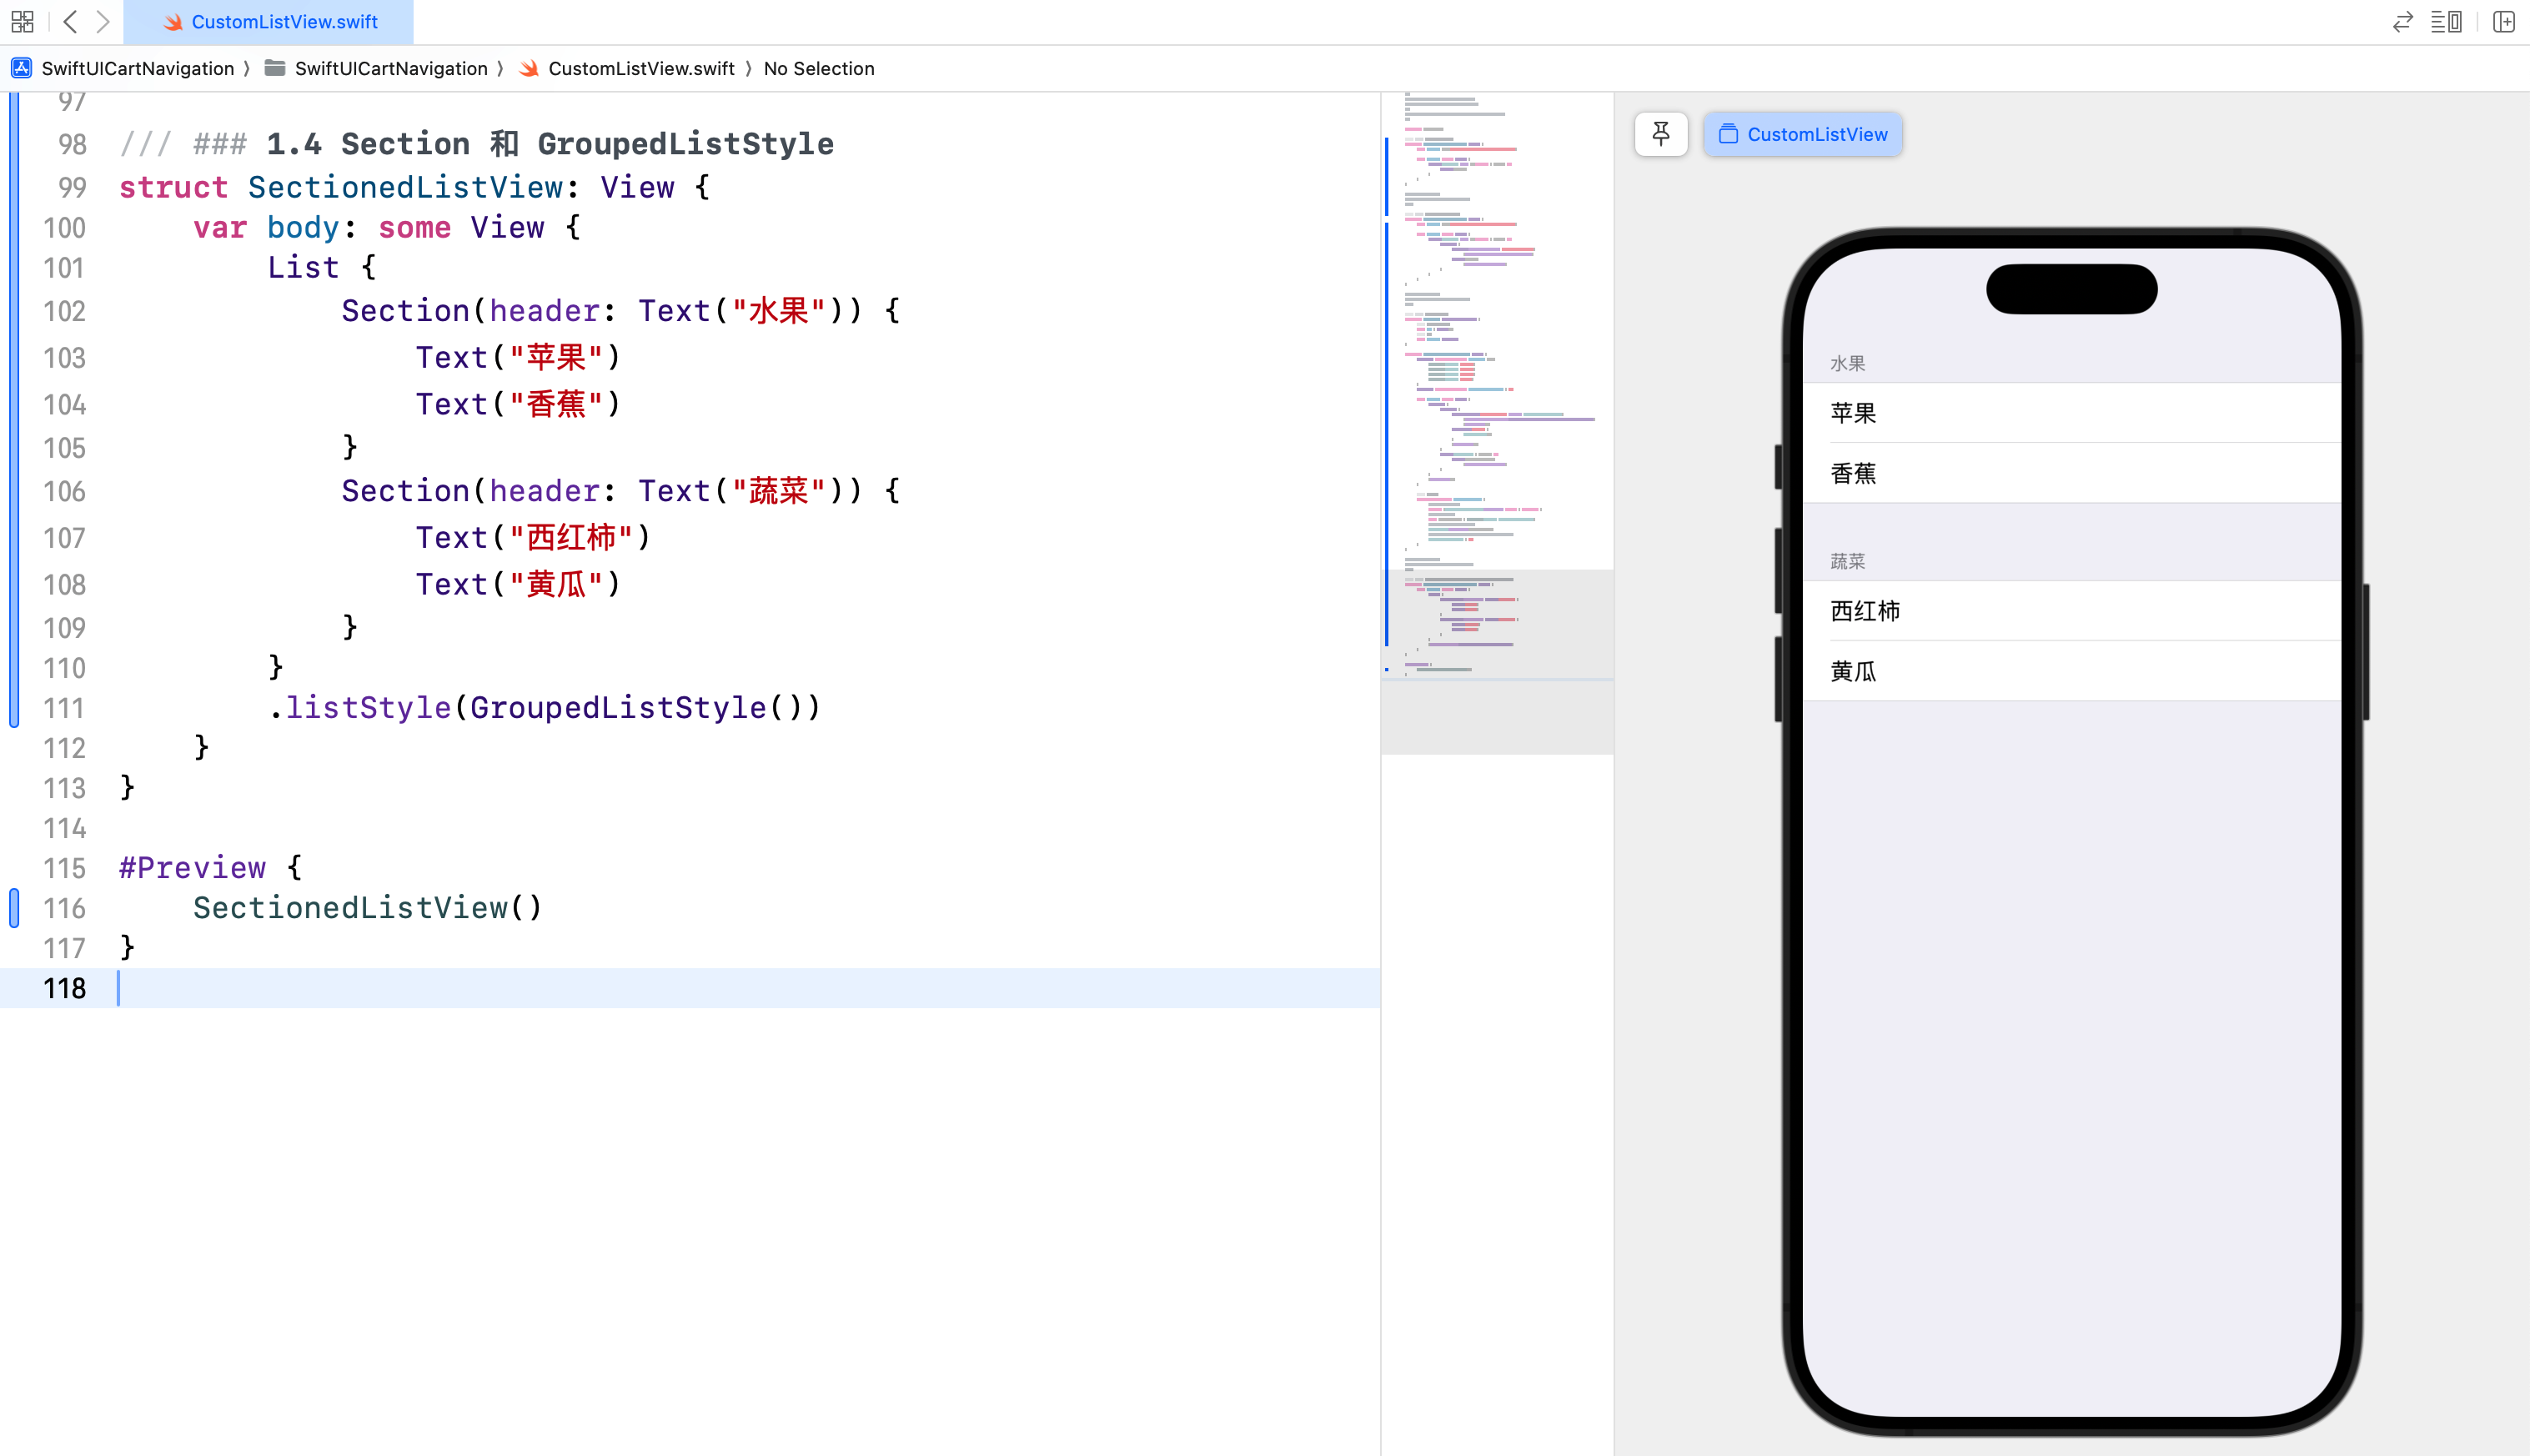 CustomListView.swift
SwiftUICartNavigation 〉 SwiftUICartNavigation 〉 CustomListView.swift 〉 No Selection
97
98 /// ### 1.4 Section 和 GroupedListStyle
99 struct SectionedListView: View {
100 var body: some View {
101 List {
102 Section(header: Text("水果")) {
103 Text("苹果")
104 Text("香蕉")
105 }
106 Section(header: Text("蔬菜")) {
107 Text("西红柿")
108 Text("黄瓜")
109 }
110 }
111 .listStyle(GroupedListStyle())
112 }
113 }
114
115 #Preview {
116 SectionedListView()
117 }
118
CustomListView
水果
苹果
香蕉
蔬菜
西红柿
黄瓜